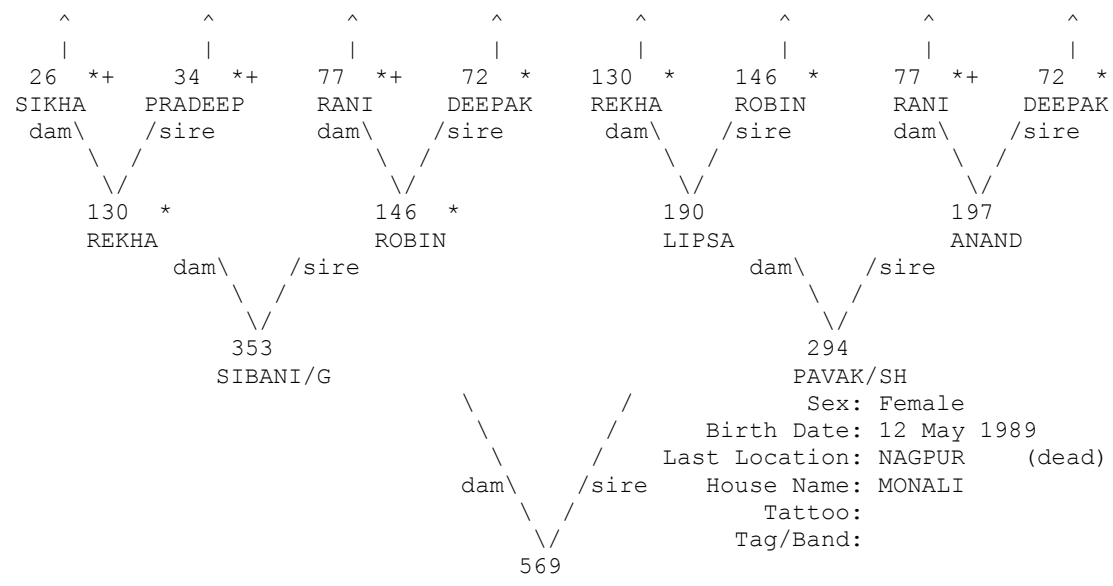 ^ ^ ^ ^ ^ ^ ^ ^
| | | | | | | |
26 *+ 34 *+ 77 *+ 72 * 130 * 146 * 77 *+ 72 *
SIKHA PRADEEP RANI DEEPAK REKHA ROBIN RANI DEEPAK
dam\ /sire dam\ /sire dam\ /sire dam\ /sire
\ / \ / \ / \ /
\/ \/ \/ \/
130 * 146 * 190 197
REKHA ROBIN LIPSA ANAND
dam\ /sire dam\ /sire
\ / \ /
\/ \/
353 294
SIBANI/G PAVAK/SH
\ / Sex: Female
\ / Birth Date: 12 May 1989
\ / Last Location: NAGPUR (dead)
dam\ /sire House Name: MONALI
\ / Tattoo:
\/ Tag/Band:
569